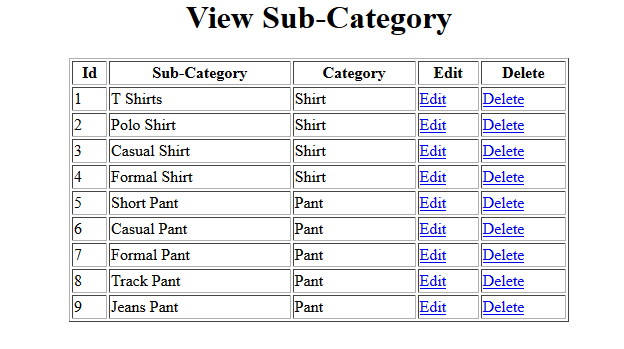 View Sub-Category
Id Sub-Category Category Edit Delete
1 T Shirts Shirt Edit Delete
2 Polo Shirt Shirt Edit Delete
3 Casual Shirt Shirt Edit Delete
4 Formal Shirt Shirt Edit Delete
5 Short Pant Pant Edit Delete
6 Casual Pant Pant Edit Delete
7 Formal Pant Pant Edit Delete
8 Track Pant Pant Edit Delete
9 Jeans Pant Pant Edit Delete